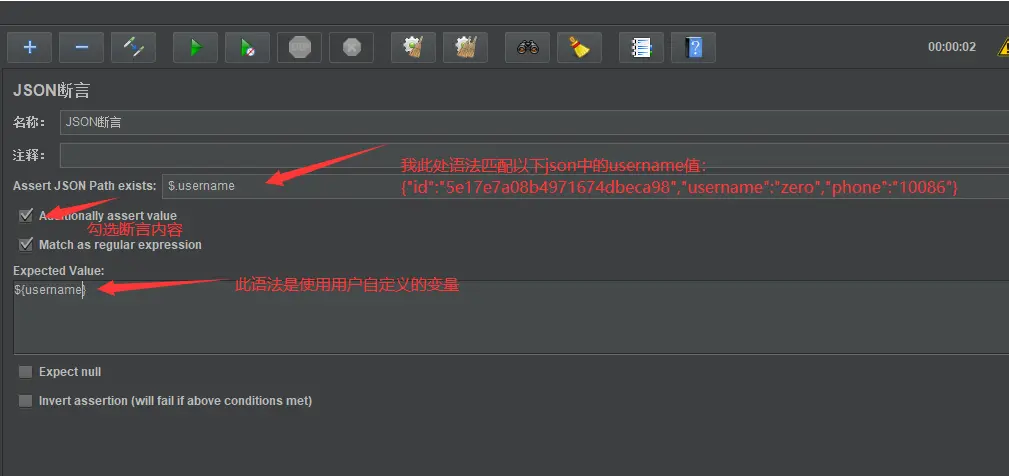 00:00:02
JSON断言
名称: JSON断言
注释:
我此处语法匹配以下json中的username值:
Assert JSON Path exists: $.username
{"id":"5e17e7a08b4971674dbeca98","username":"zero","phone":"10086"}
Additionally assert value
勾选断言内容
Match as regular expression
Expected Value:
${username}
此语法是使用用户自定义的变量
Expect null
Invert assertion (will fail if above conditions met)